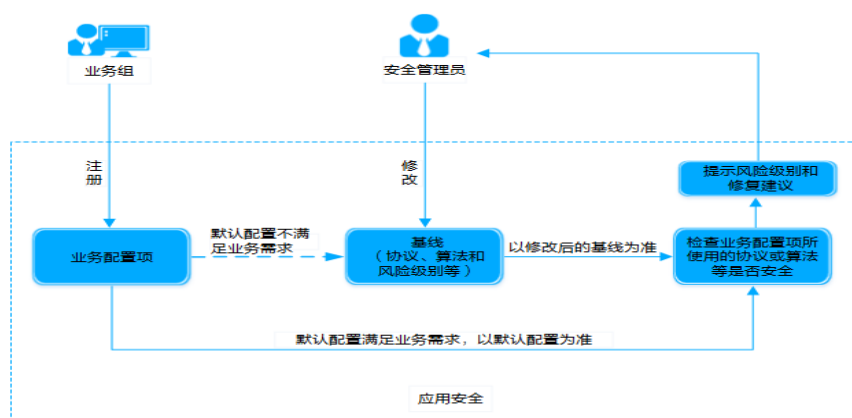 业务组
安全管理员
注
册
修
改
提示风险级别和
修复建议
业务配置项
默认配置不满
足业务需求
基线
（协议、算法和
风险级别等）
以修改后的基线为准
检查业务配置项所
使用的协议或算法
等是否安全
默认配置满足业务需求，以默认配置为准
应用安全